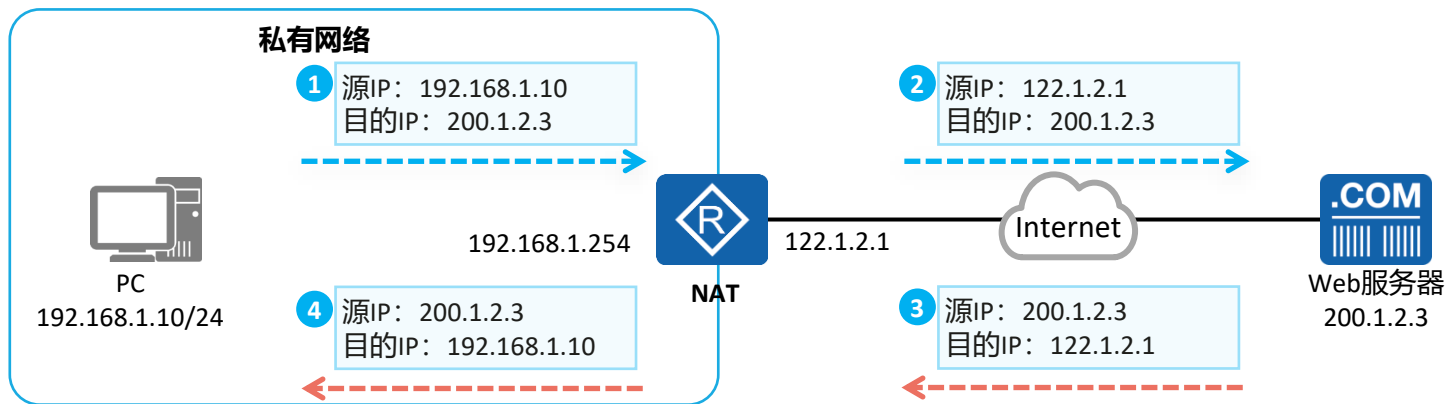 私有网络
1
源IP：192.168.1.10
目的IP：200.1.2.3
2
源IP：122.1.2.1
目的IP：200.1.2.3
R
Internet
.COM
192.168.1.254
122.1.2.1
NAT
PC
192.168.1.10/24
Web服务器
200.1.2.3
4
源IP：200.1.2.3
目的IP：192.168.1.10
3
源IP：200.1.2.3
目的IP：122.1.2.1